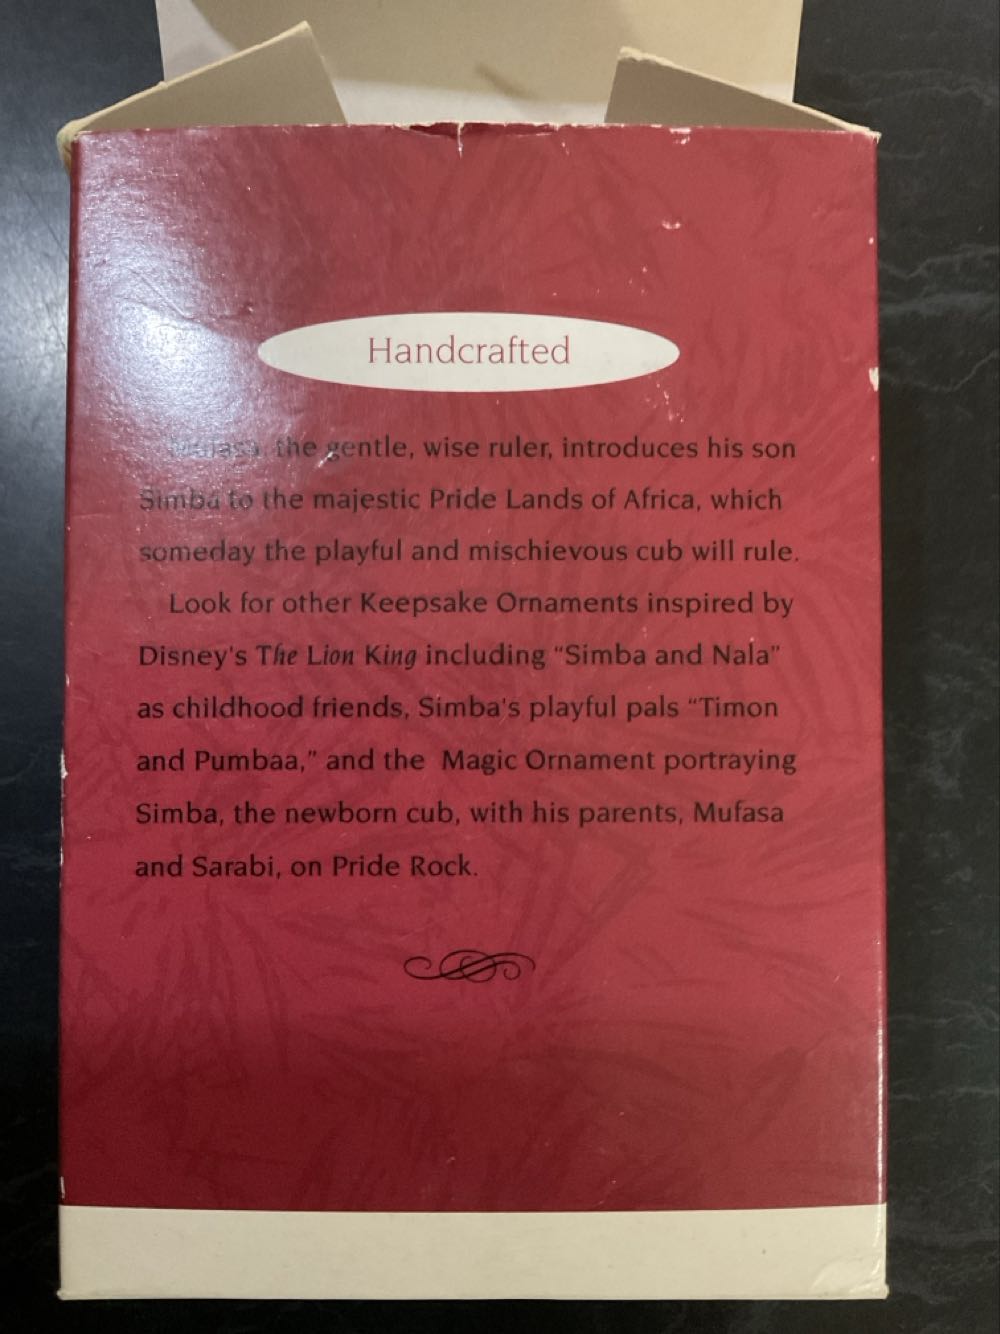 Handcrafted
Mufasa, the gentle, wise ruler, introduces his son
Simba to the majestic Pride Lands of Africa, which
someday the playful and mischievous cub will rule.
Look for other Keepsake Ornaments inspired by
Disney's The Lion King including “Simba and Nala”
as childhood friends, Simba's playful pals “Timon
and Pumbaa,” and the Magic Ornament portraying
Simba, the newborn cub, with his parents, Mufasa
and Sarabi, on Pride Rock.